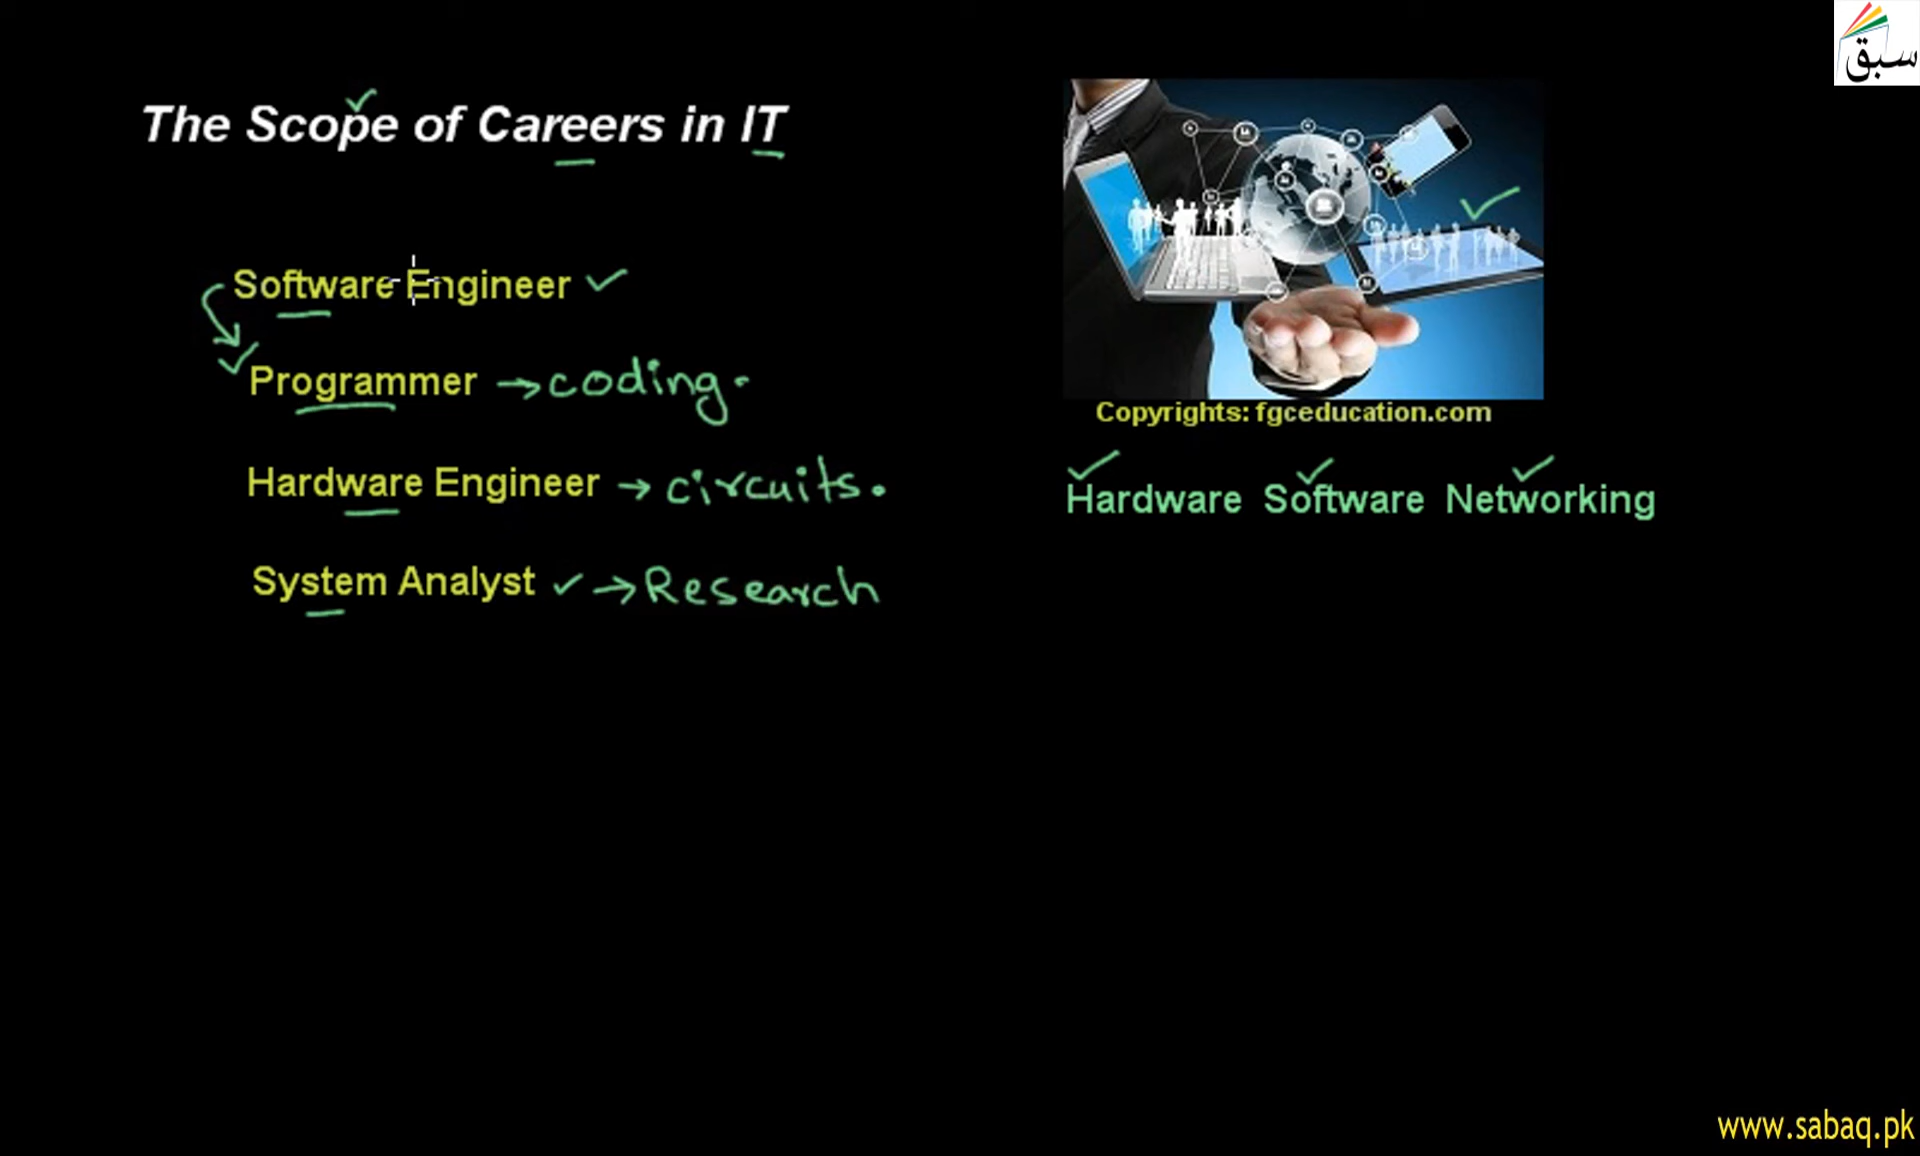 سبق
The Scope of Careers in IT
Software Engineer
Programmer → coding.
Hardware Engineer → circuits.
System Analyst → Research
Copyrights: fgceducation.com
Hardware Software Networking
www.sabaq.pk